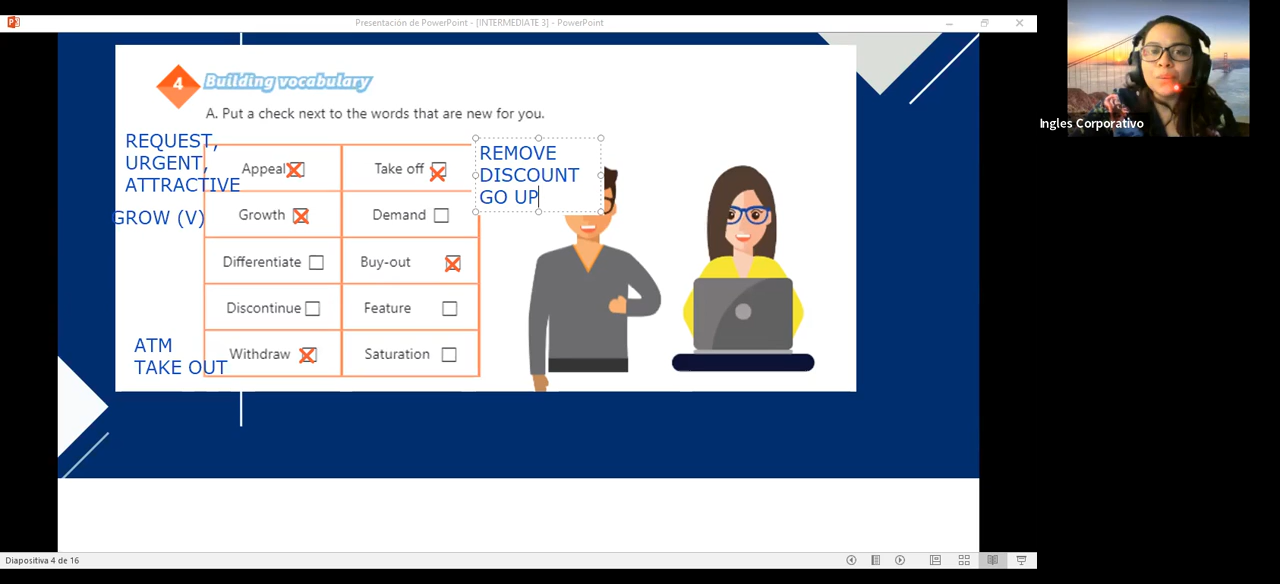 Presentación de PowerPoint - [INTERMEDIATE 3] - PowerPoint
Ingles Corporativo
4 Building vocabulary
A. Put a check next to the words that are new for you.
REQUEST,
URGENT,
ATTRACTIVE
Appeal
Take off
REMOVE
DISCOUNT
GO UP
GROW (V)
Growth
Demand
Differentiate
Buy-out
Discontinue
Feature
ATM
TAKE OUT
Withdraw
Saturation
Diapositiva 4 de 16